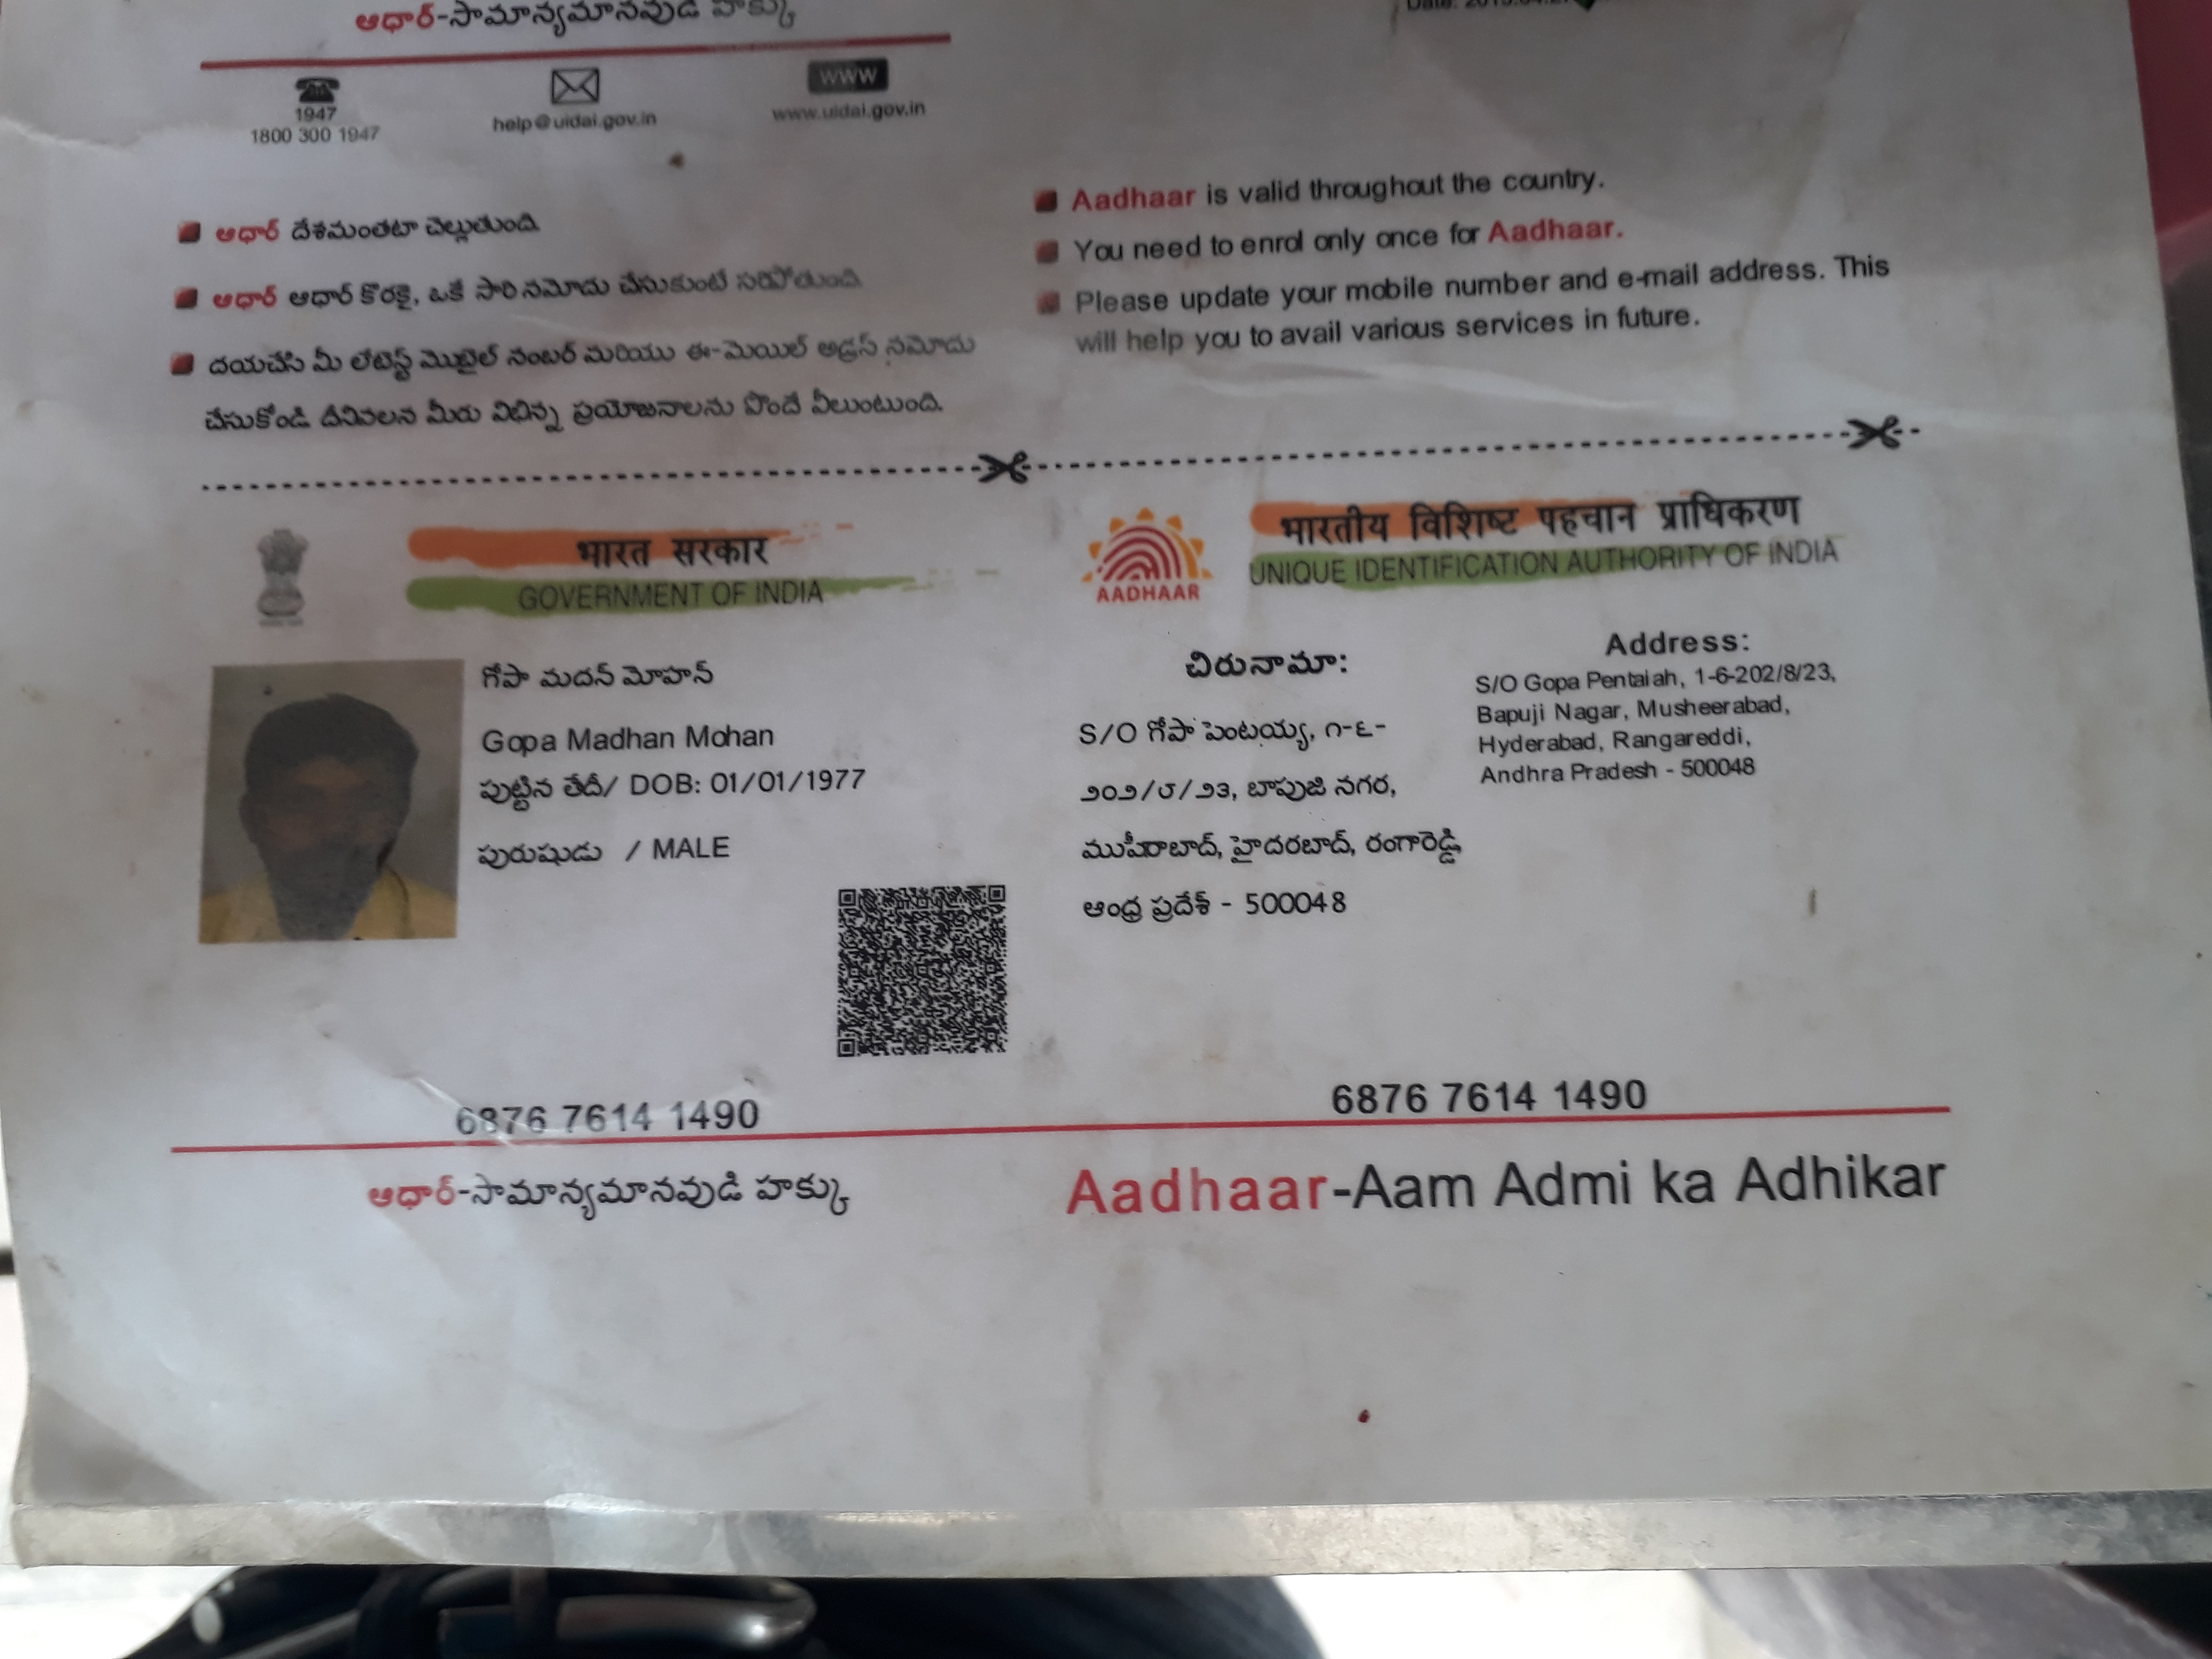 ఆధార్-సామాన్యమానవుడి హక్కు
1947
1800 300 1947
help@uidai.gov.in
www
www.uidai.gov.in
ఆధార్ దేశమంతటా చెల్లుతుంది
ఆధార్ ఆధార్ కొరకై, ఒకే సారి నమోదు చేసుకుంటే సరిపోతుంది
దయచేసి మీ లేటెస్ట్ మొబైల్ నంబర్ మరియు ఈ-మెయిల్ అడ్రస్ నమోదు
చేసుకోండి దీనివలన మీరు వివిధ ప్రయోజనాలను పొందే వీలుంటుంది.
Aadhaar is valid throughout the country.
You need to enrol only once for Aadhaar.
Please update your mobile number and e-mail address. This
will help you to avail various services in future.
भारत सरकार
GOVERNMENT OF INDIA
గోపా మదన్ మోహన్
Gopa Madhan Mohan
పుట్టిన తేదీ/ DOB: 01/01/1977
పురుషుడు / MALE
6876 7614 1490
ఆధార్-సామాన్యమానవుడి హక్కు
AADHAAR
भारतीय विशिष्ट पहचान प्राधिकरण
UNIQUE IDENTIFICATION AUTHORITY OF INDIA
చిరునామా:
S/O గోపా పెంటయ్య, ౧-౬-
౨౦౨/౮/౨౩, బాపుజి నగర్,
ముషీరాబాద్, హైదరబాద్, రంగారెడ్డి,
ఆంధ్ర ప్రదేశ్ - 500048
Address:
S/O Gopa Pentaiah, 1-6-202/8/23,
Bapuji Nagar, Musheerabad,
Hyderabad, Rangareddi,
Andhra Pradesh - 500048
6876 7614 1490
Aadhaar-Aam Admi ka Adhikar